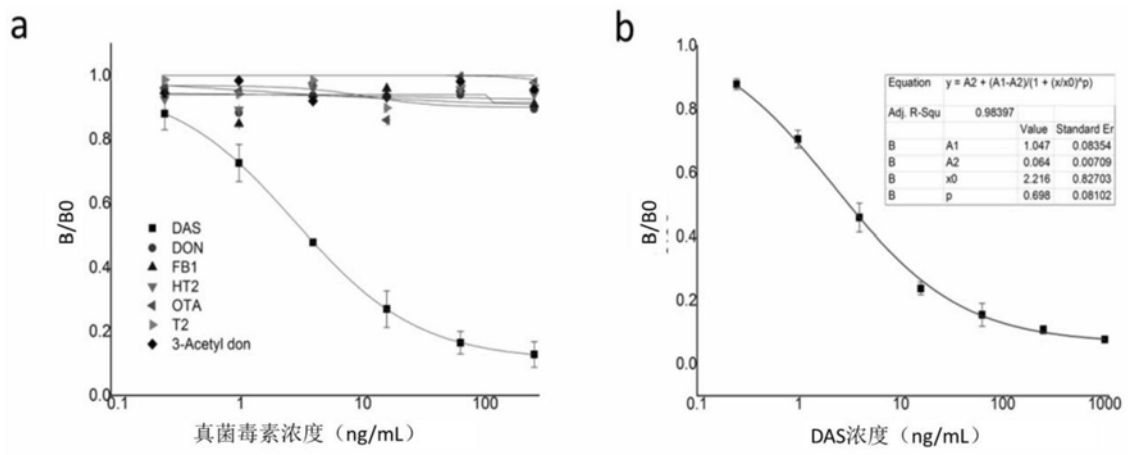 a
1.0
0.8
0.6
0.4
0.2
0.0
B/B0
DAS
DON
FB1
HT2
OTA
T2
3-Acetyl don
0.1
1
10
100
真菌毒素浓度（ng/mL）
b
1.0
0.8
0.6
0.4
0.2
0.0
B/B0
Equation y = A2 + (A1-A2)/(1 + (x/x0)^p)
Adj. R-Squ 0.98397
Value Standard Er
B A1 1.047 0.08354
B A2 0.064 0.00709
B x0 2.216 0.82703
B p 0.698 0.08102
0.1
1
10
100
1000
DAS浓度（ng/mL）